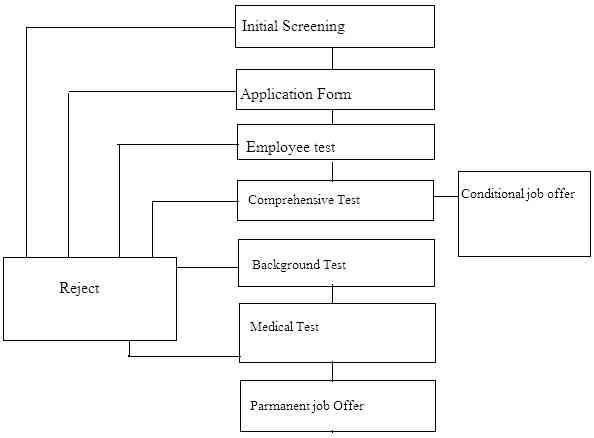 Initial Screening
Application Form
Employee test
Comprehensive Test
Conditional job offer
Background Test
Reject
Medical Test
Parmanent job Offer